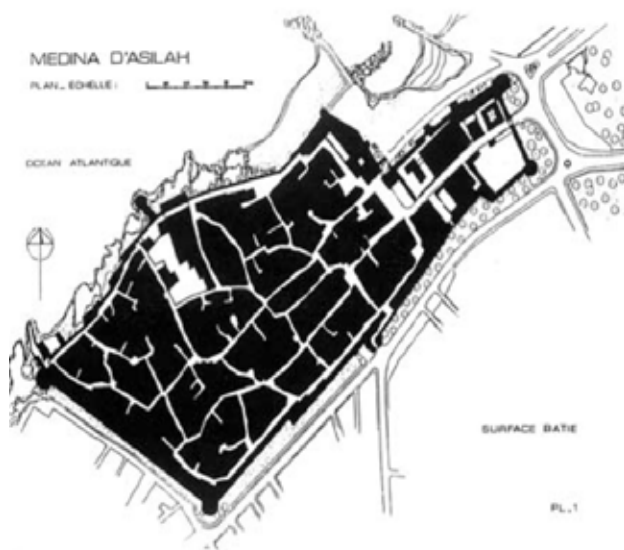 MEDINA D'ASILAH
PLAN_ECHELLE:
OCEAN ATLANTIQUE
SURFACE BATIE
PL.1